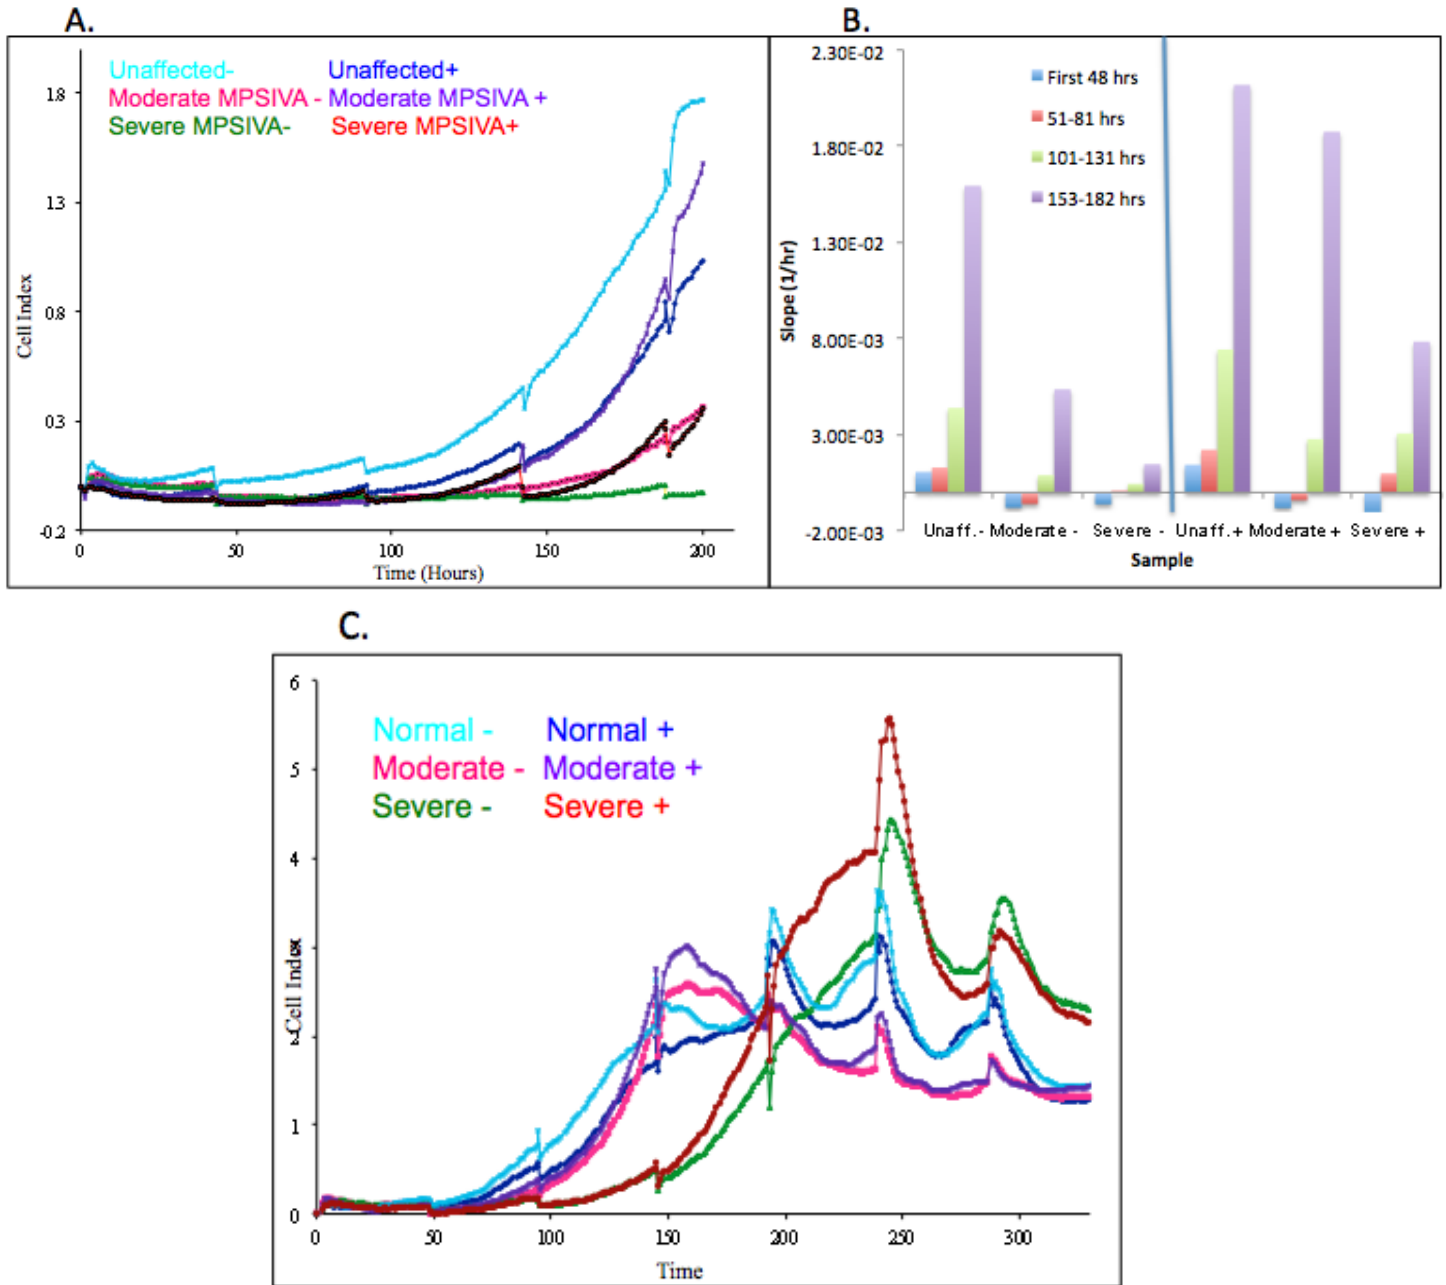 A.
B.
Unaffected- Unaffected+
Moderate MPSIVA - Moderate MPSIVA +
Severe MPSIVA- Severe MPSIVA+
1.8
1.3
0.8
0.3
-0.2
Cell Index
0 50 100 150 200
Time (Hours)
2.30E-02
1.80E-02
1.30E-02
8.00E-03
3.00E-03
-2.00E-03
Slope (1/hr)
First 48 hrs
51-81 hrs
101-131 hrs
153-182 hrs
Unaff.- Moderate - Severe - Unaff.+ Moderate + Severe +
Sample
C.
Normal - Normal +
Moderate - Moderate +
Severe - Severe +
6
5
4
2
1
0
Cell Index
0 50 100 150 200 250 300
Time